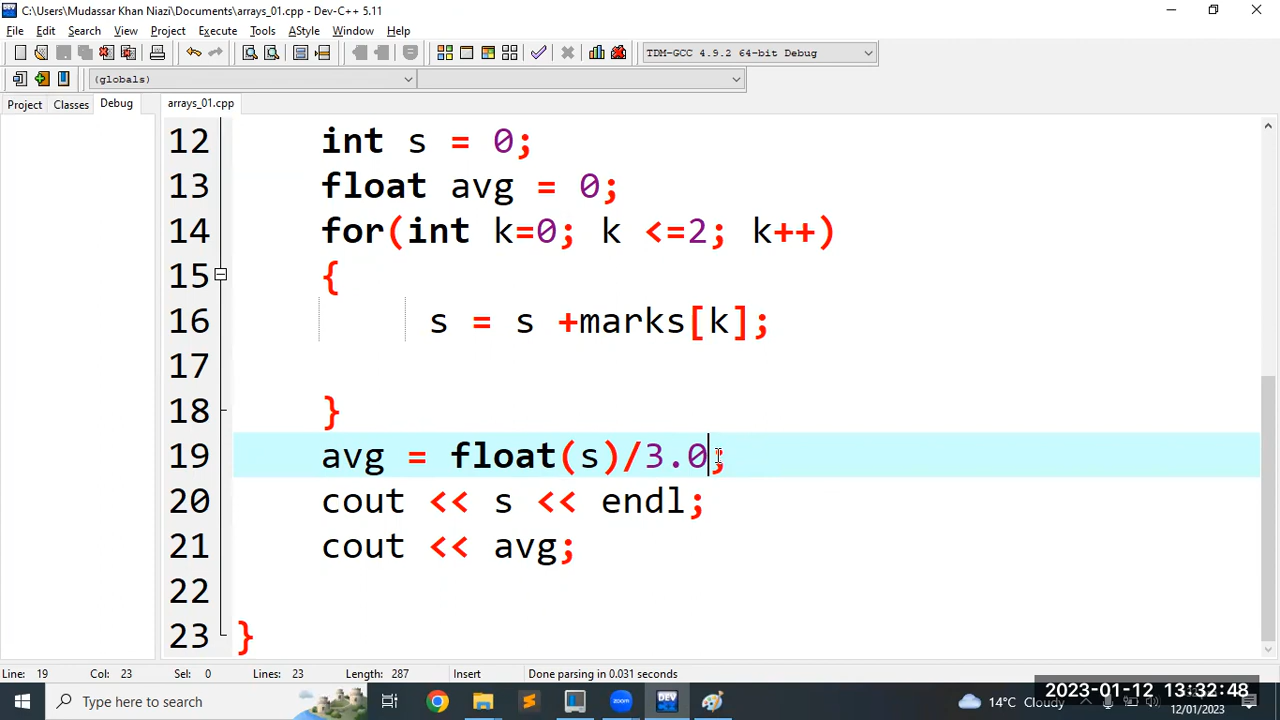 C:\Users\Mudassar Khan Niazi\Documents\arrays_01.cpp - Dev-C++ 5.11
File Edit Search View Project Execute Tools AStyle Window Help
TDM-GCC 4.9.2 64-bit Debug
(globals)
Project Classes Debug arrays_01.cpp
12 int s = 0;
13 float avg = 0;
14 for(int k=0; k <=2; k++)
15 {
16 s = s +marks[k];
17
18 }
19 avg = float(s)/3.0;
20 cout << s << endl;
21 cout << avg;
22
23 }
Line: 19 Col: 23 Sel: 0 Lines: 23 Length: 287 Insert Done parsing in 0.031 seconds
Type here to search
14°C Cloudy
2023-01-12 13:32:48
12/01/2023